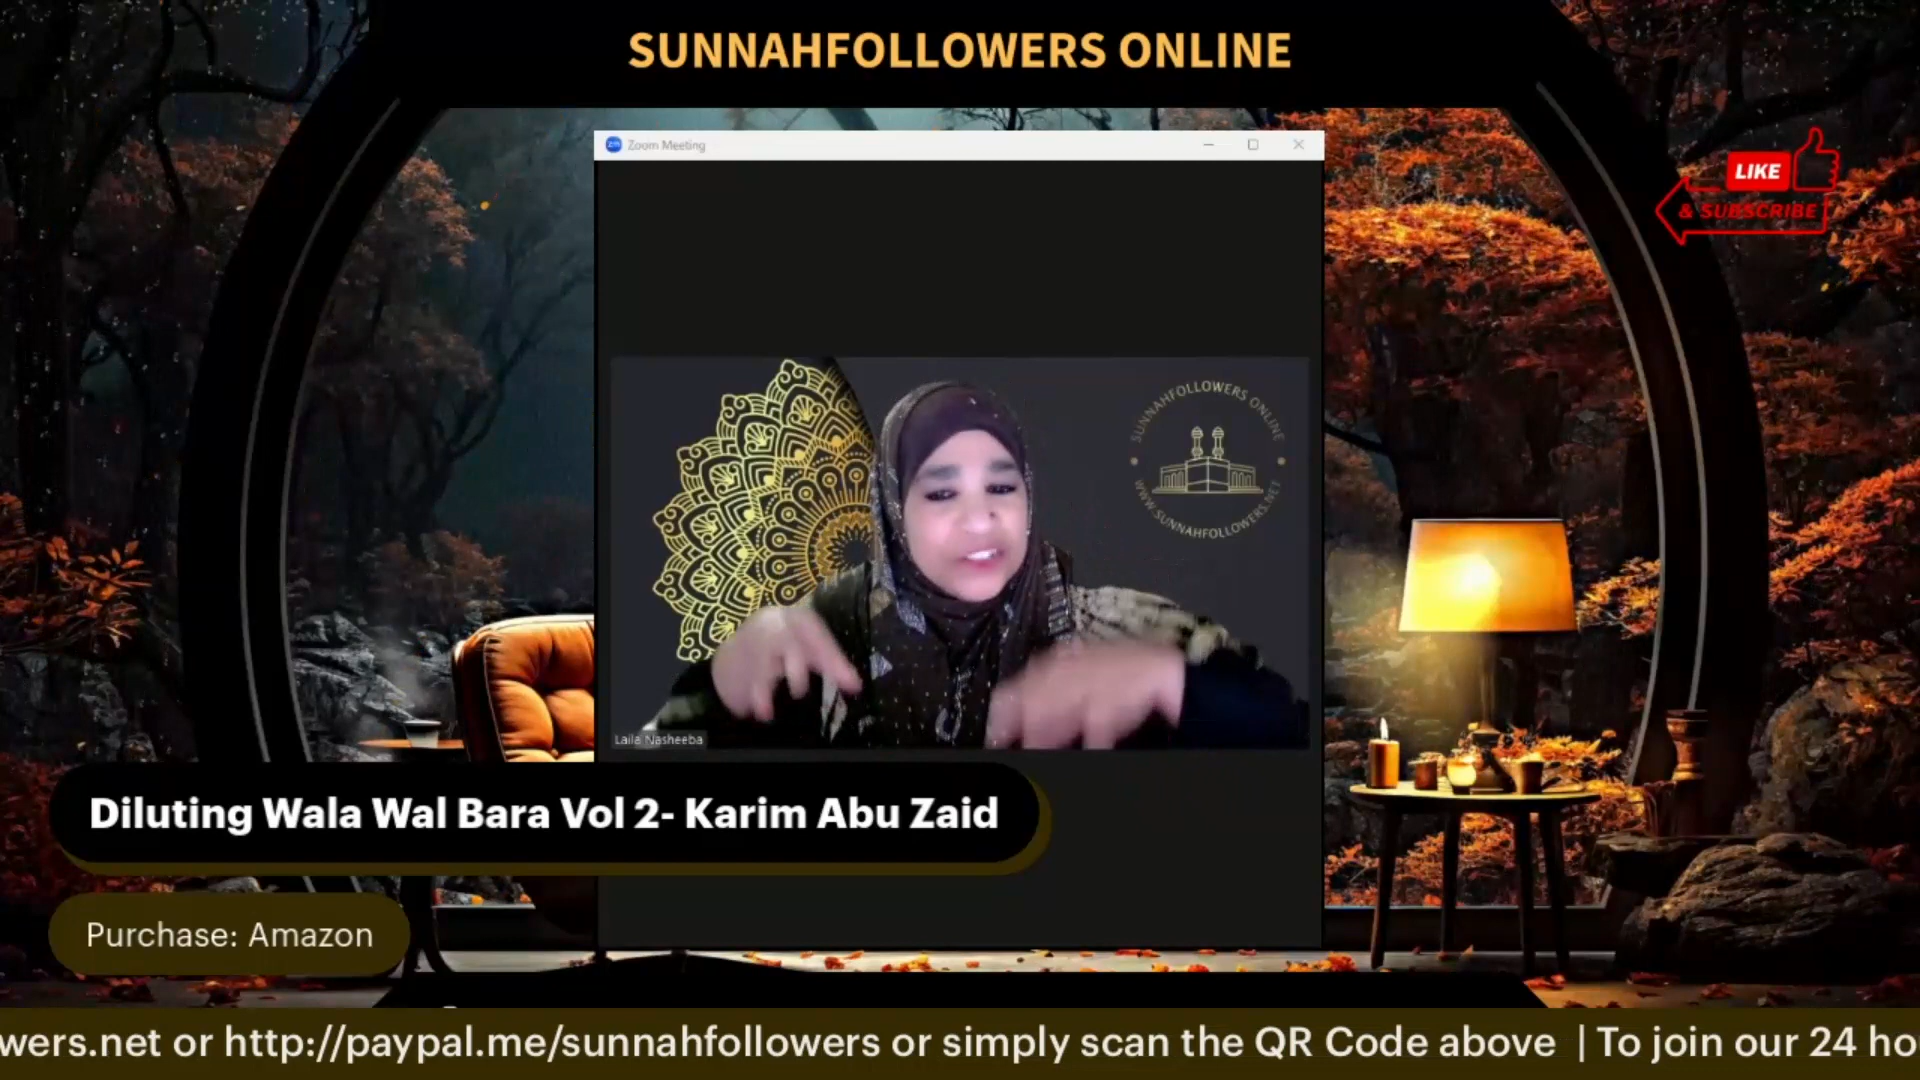 SUNNAHFOLLOWERS ONLINE
zm Zoom Meeting
LIKE
& SUBSCRIBE
SUNNAHFOLLOWERS ONLINE
WWW.SUNNAHFOLLOWERS.NET
Laila Nasheeba
Diluting Wala Wal Bara Vol 2- Karim Abu Zaid
Purchase: Amazon
wers.net or http://paypal.me/sunnahfollowers or simply scan the QR Code above | To join our 24 ho